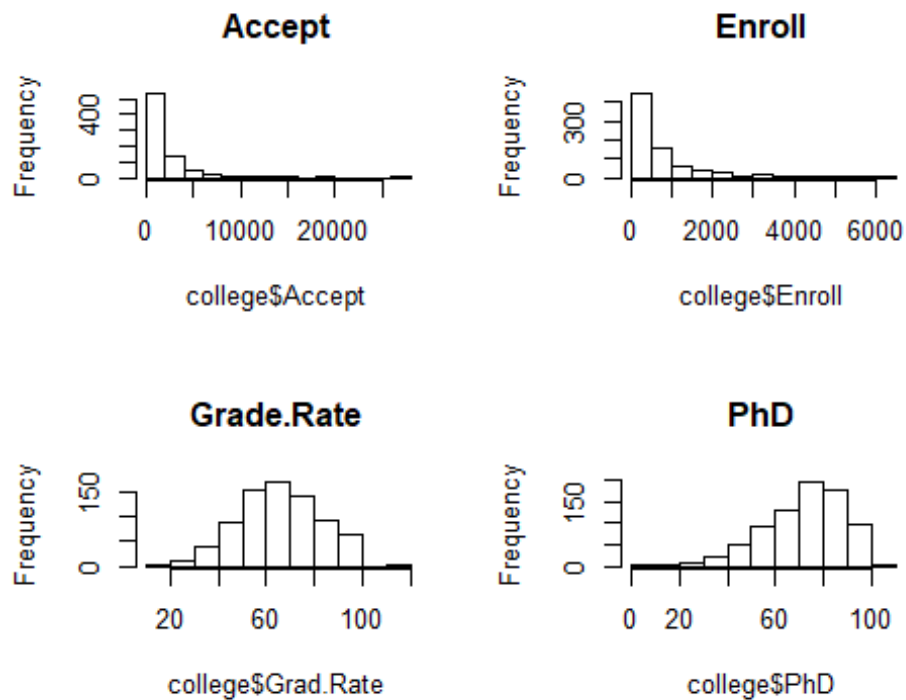 Accept
Frequency
400
0
0 10000 20000
college$Accept
Enroll
Frequency
300
0
0 2000 4000 6000
college$Enroll
Grade.Rate
Frequency
150
0
20 60 100
college$Grad.Rate
PhD
Frequency
150
0
0 20 60 100
college$PhD